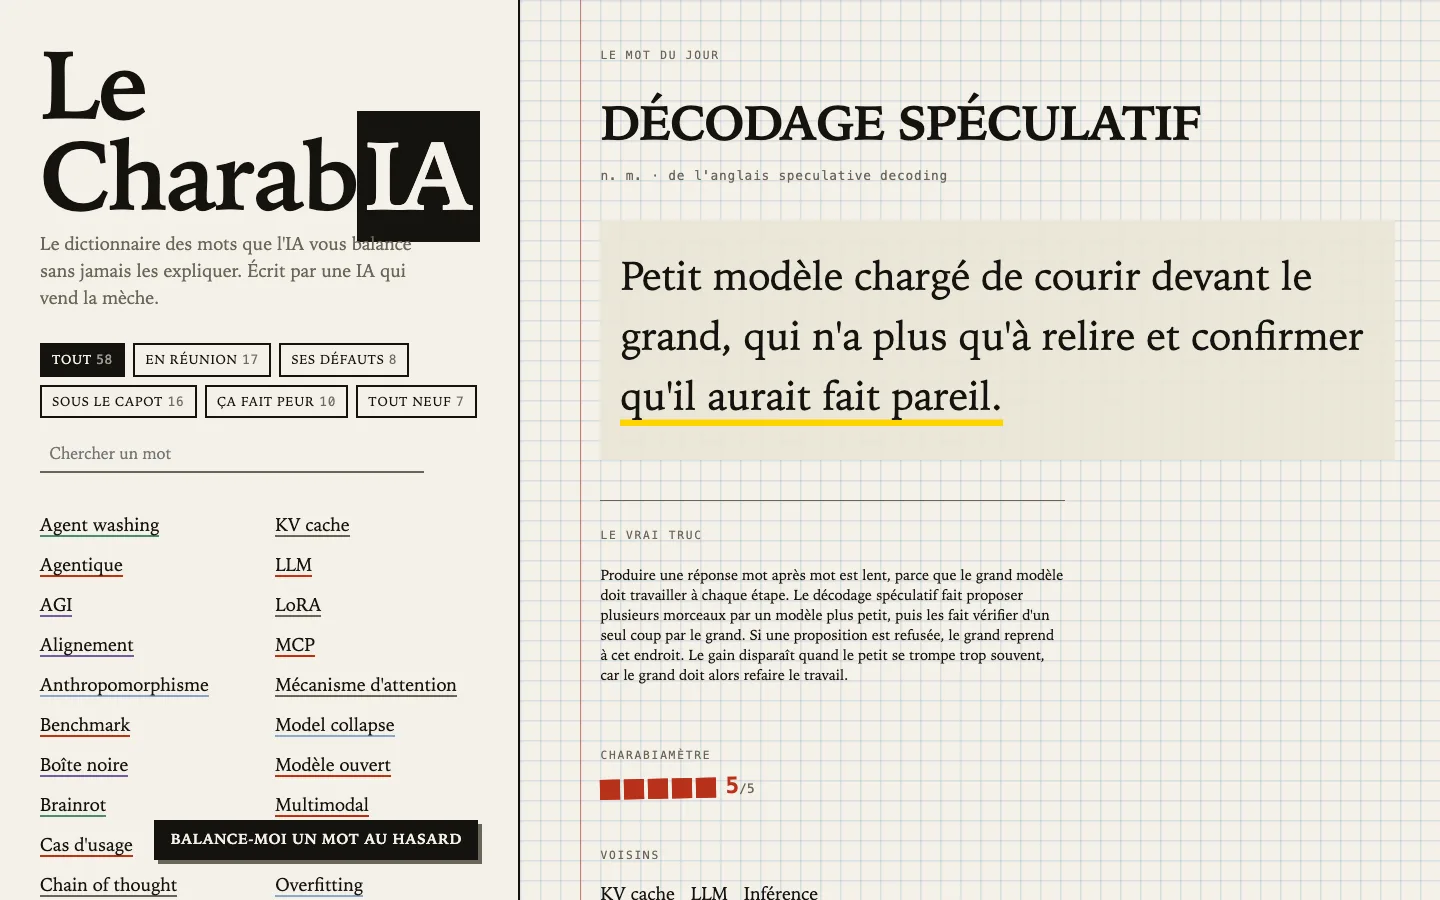 Le
CharabIA
Le dictionnaire des mots que l'IA vous balance
sans jamais les expliquer. Écrit par une IA qui
vend la mèche.
TOUT 58
EN RÉUNION 17
SES DÉFAUTS 8
SOUS LE CAPOT 16
ÇA FAIT PEUR 10
TOUT NEUF 7
Chercher un mot
Agent washing
Agentique
AGI
Alignement
Anthropomorphisme
Benchmark
Boîte noire
Brainrot
Cas d'usage
Chain of thought
KV cache
LLM
LoRA
MCP
Mécanisme d'attention
Model collapse
Modèle ouvert
Multimodal
Overfitting
BALANCE-MOI UN MOT AU HASARD
LE MOT DU JOUR
DÉCODAGE SPÉCULATIF
n. m. · de l'anglais speculative decoding
Petit modèle chargé de courir devant le
grand, qui n'a plus qu'à relire et confirmer
qu'il aurait fait pareil.
LE VRAI TRUC
Produire une réponse mot après mot est lent, parce que le grand modèle
doit travailler à chaque étape. Le décodage spéculatif fait proposer
plusieurs morceaux par un modèle plus petit, puis les fait vérifier d'un
seul coup par le grand. Si une proposition est refusée, le grand reprend
à cet endroit. Le gain disparaît quand le petit se trompe trop souvent,
car le grand doit alors refaire le travail.
CHARABIAMÈTRE
5/5
VOISINS
KV cache LLM Inférence